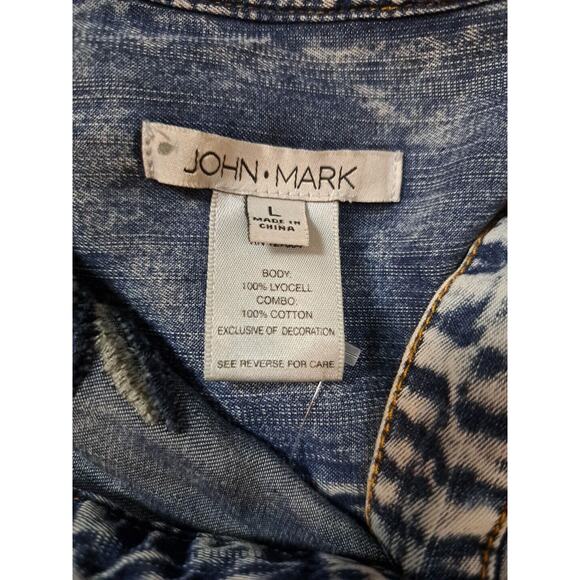 JOHN•MARK
L
MADE IN
CHINA
BODY:
100% LYOCELL
COMBO:
100% COTTON
EXCLUSIVE OF DECORATION
SEE REVERSE FOR CARE